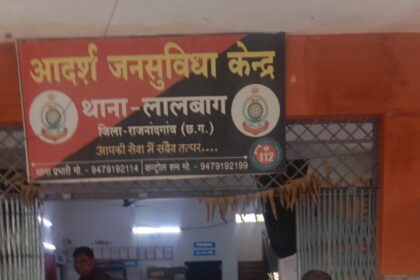 आदर्श जनसुविधा केन्द्र
थाना-लालबाग
जिला-राजनांदगांव (छ.ग.)
आपकी सेवा में सदैव तत्पर....
112
थाना प्रभारी मो. - 9479192114 | कन्ट्रोल रुम मो - 9479192199